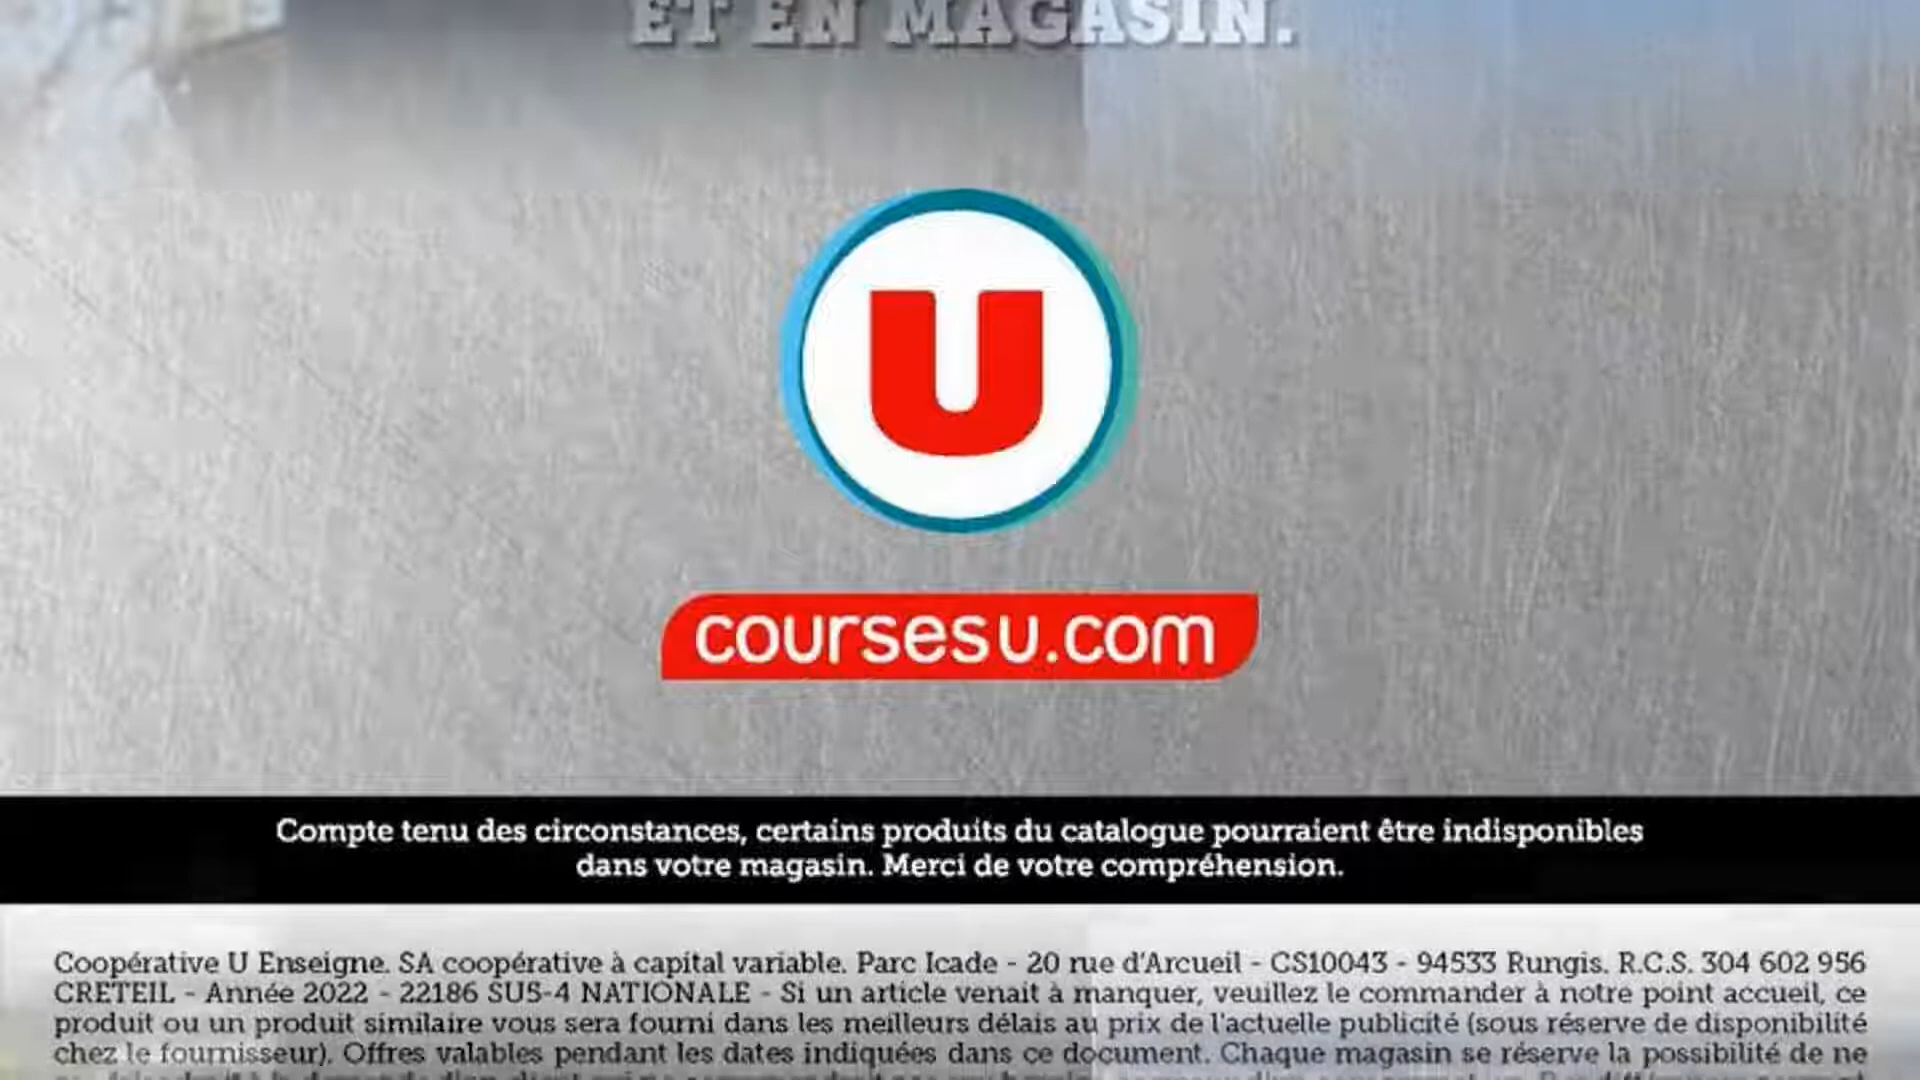 ET EN MAGASIN.
U
coursesu.com
Compte tenu des circonstances, certains produits du catalogue pourraient être indisponibles
dans votre magasin. Merci de votre compréhension.
Coopérative U Enseigne. SA coopérative à capital variable. Parc Icade - 20 rue d'Arcueil - CS10043 - 94533 Rungis. R.C.S. 304 602 956
CRETEIL - Année 2022 - 22186 SUS-4 NATIONALE - Si un article venait à manquer, veuillez le commander à notre point accueil, ce
produit ou un produit similaire vous sera fourni dans les meilleurs délais au prix de l'actuelle publicité (sous réserve de disponibilité
chez le fournisseur). Offres valables pendant les dates indiquées dans ce document. Chaque magasin se réserve la possibilité de ne